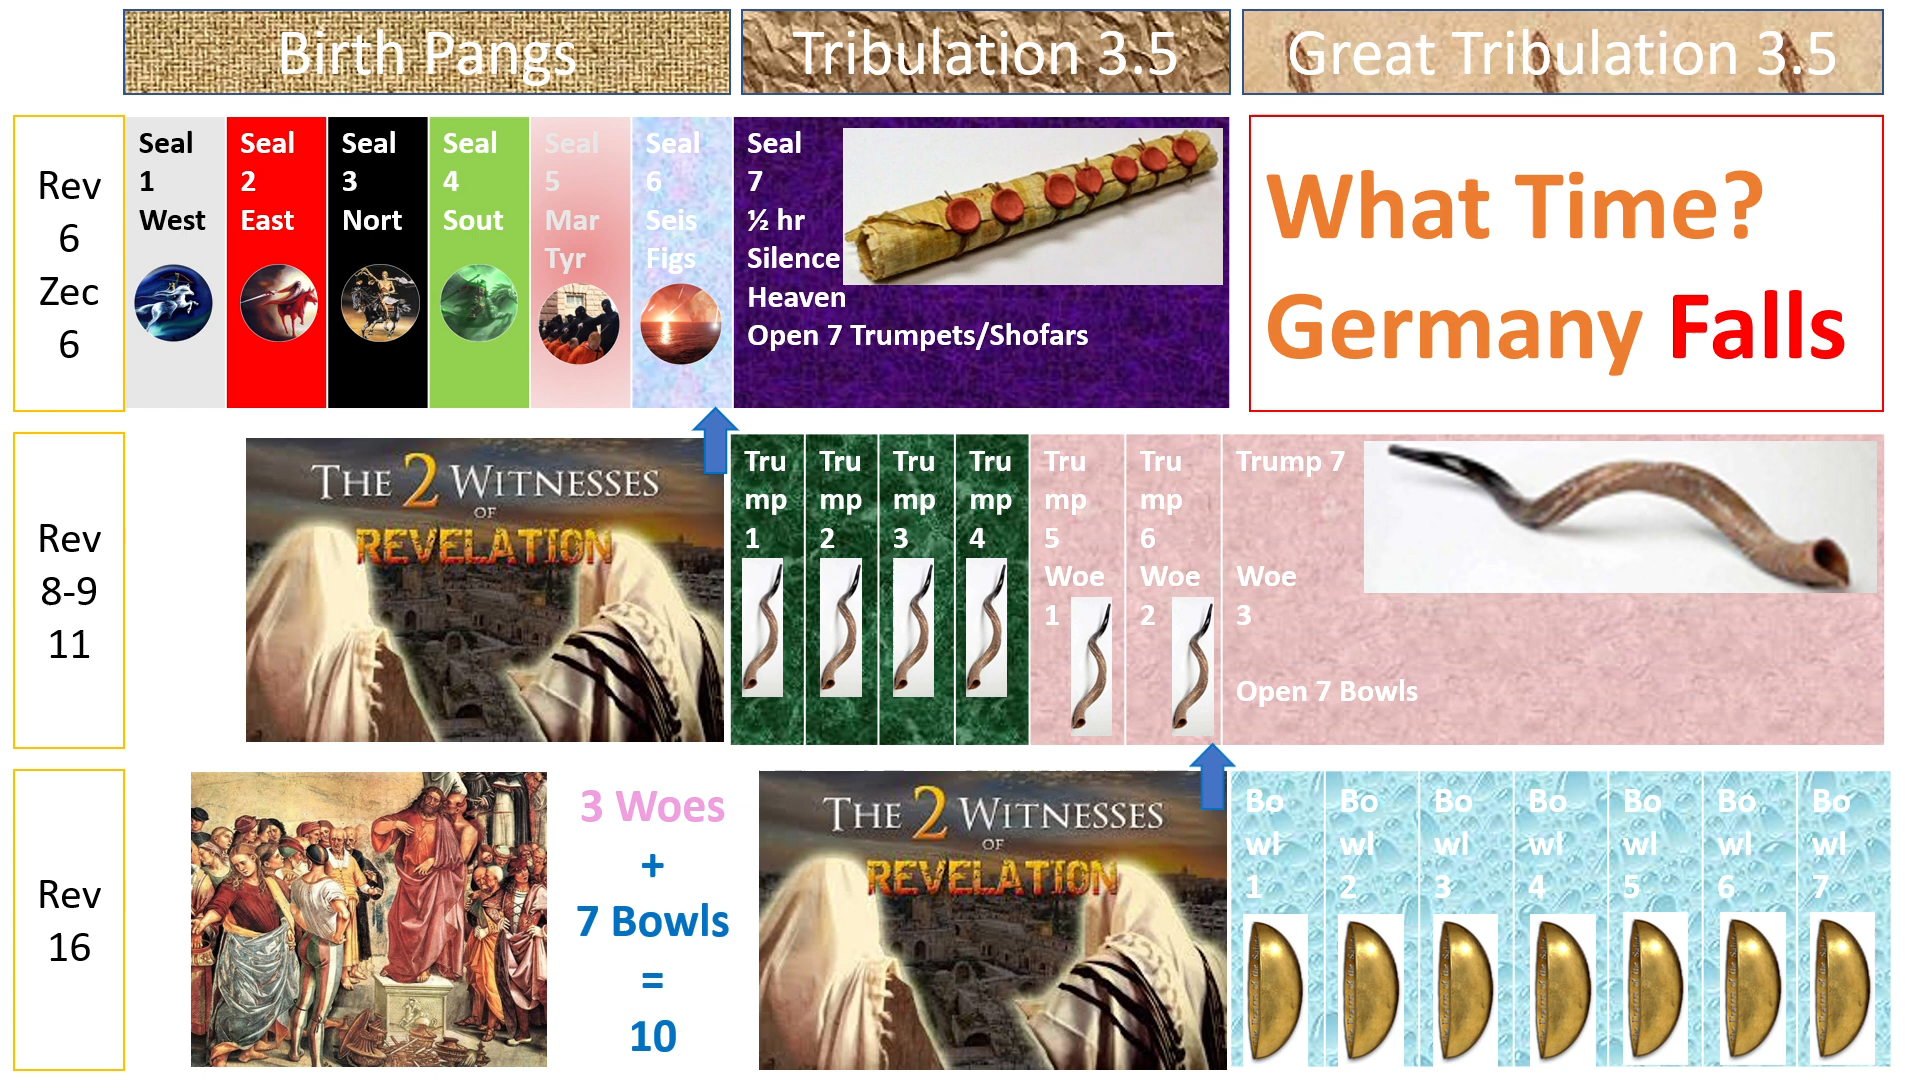 Birth Pangs
Tribulation 3.5
Great Tribulation 3.5
Rev
6
Zec
6
Seal
1
West
Seal
2
East
Seal
3
Nort
Seal
4
Sout
Seal
5
Mar
Tyr
Seal
6
Seis
Figs
Seal
7
½ hr
Silence
Heaven
Open 7 Trumpets/Shofars
What Time?
Germany Falls
Rev
8-9
11
THE 2 WITNESSES
OF
REVELATION
Tru
mp
1
Tru
mp
2
Tru
mp
3
Tru
mp
4
Tru
mp
5
Woe
1
Tru
mp
6
Woe
2
Trump 7
Woe
3
Open 7 Bowls
Rev
16
3 Woes
+
7 Bowls
=
10
THE 2 WITNESSES
OF
REVELATION
Bo
wl
1
Bo
wl
2
Bo
wl
3
Bo
wl
4
Bo
wl
5
Bo
wl
6
Bo
wl
7